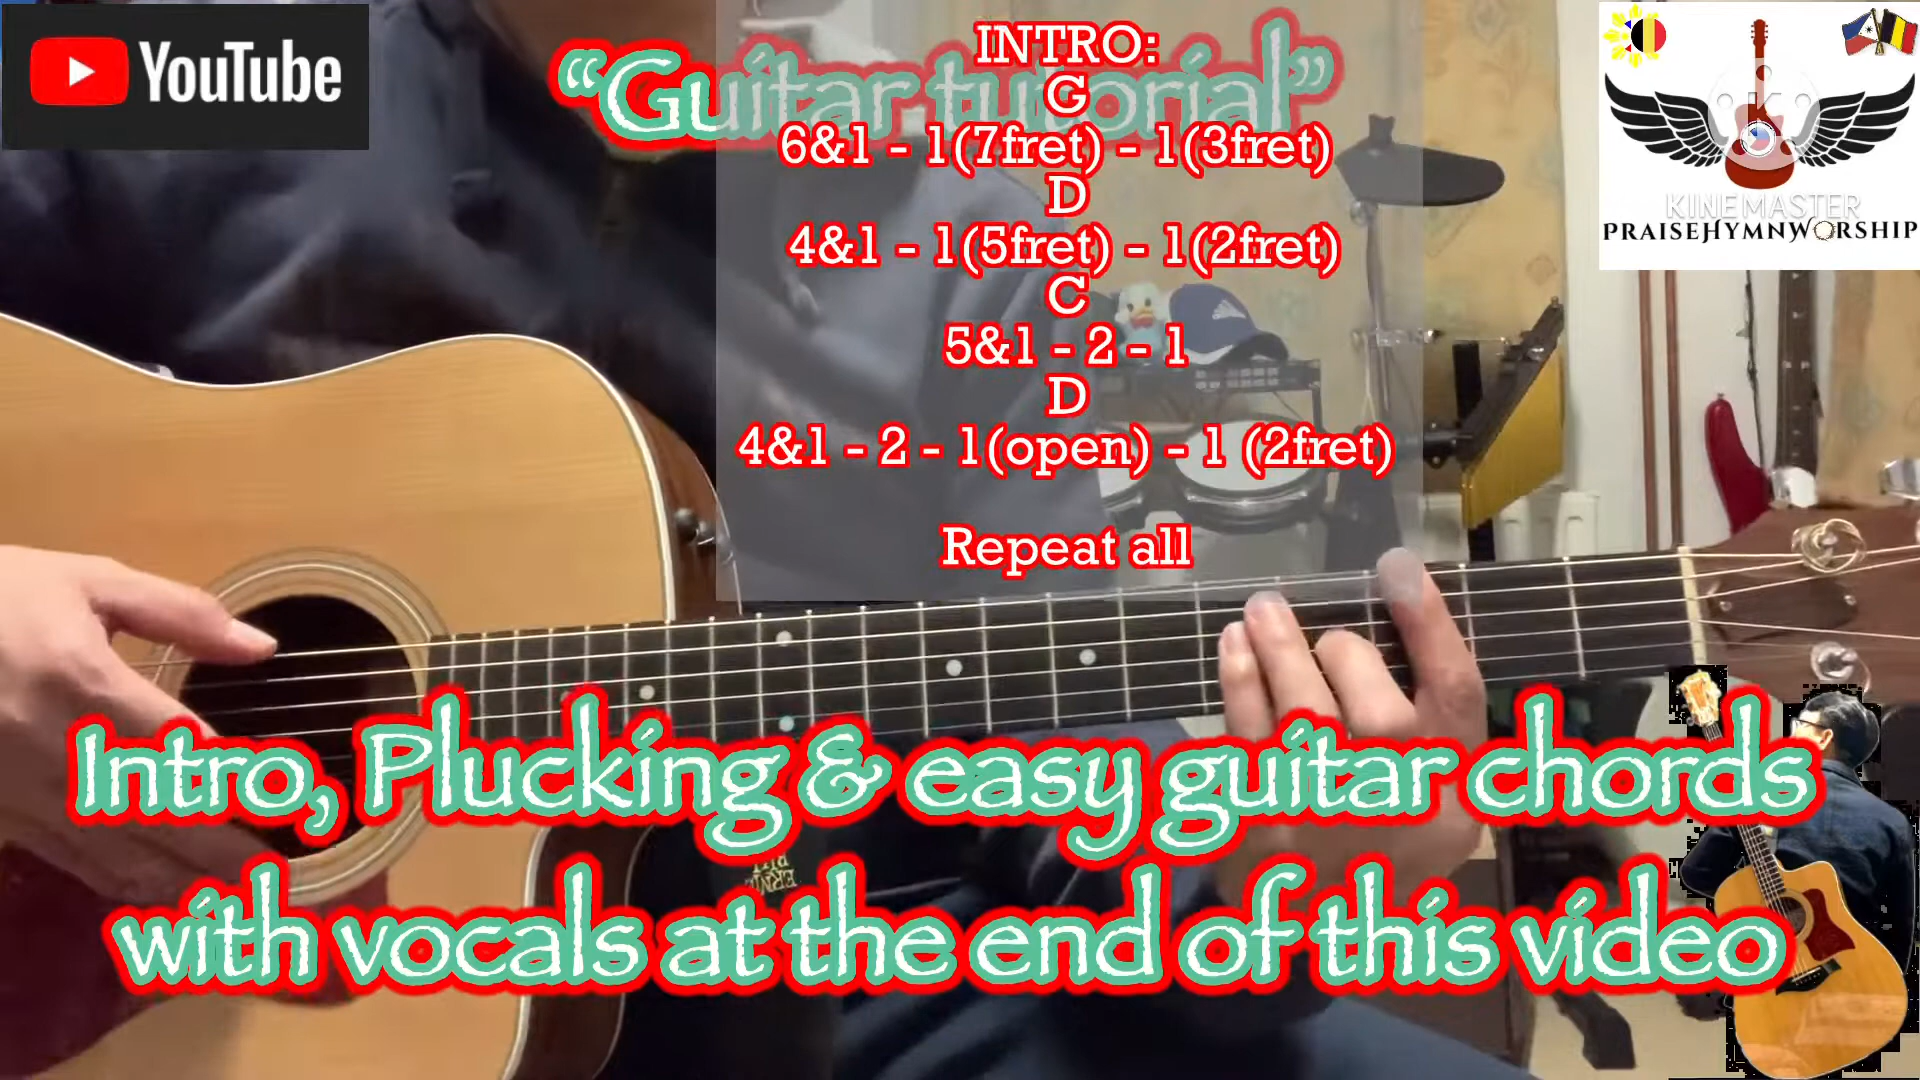 YouTube
"Guitar tutorial"
INTRO:
G
6&1 - 1(7fret) - 1(3fret)
D
4&1 - 1(5fret) - 1(2fret)
C
5&1 - 2 - 1
D
4&1 - 2 - 1(open) - 1 (2fret)
Repeat all
KINEMASTER
PRAISEHYMNWORSHIP
Intro, Plucking & easy guitar chords
with vocals at the end of this video